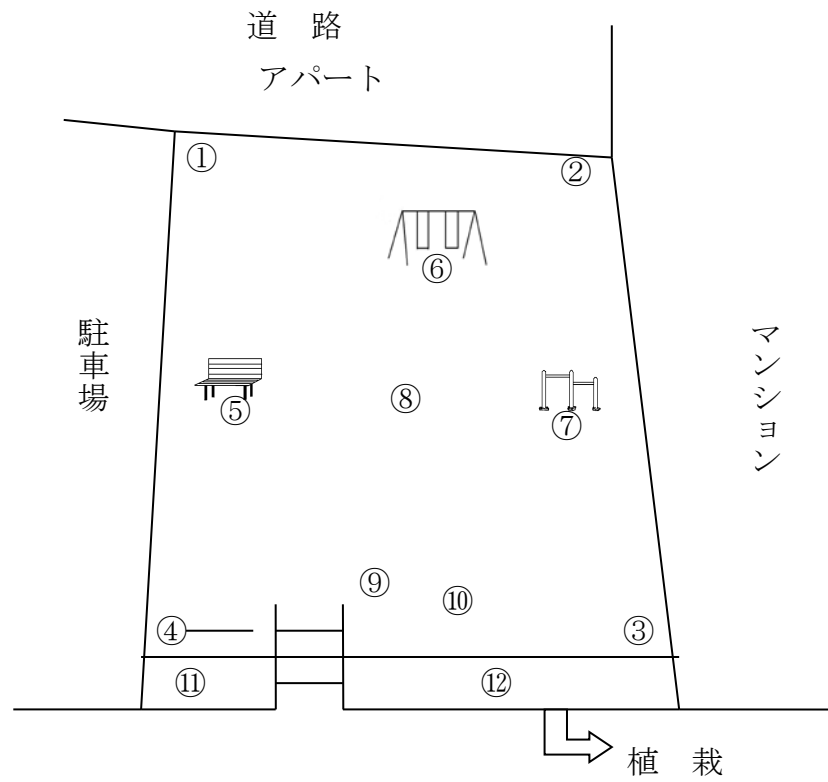 道　路
アパート
①
②
⑥
駐車場
マンション
⑤
⑧
⑦
⑨
⑩
④
③
⑪
⑫
植　栽